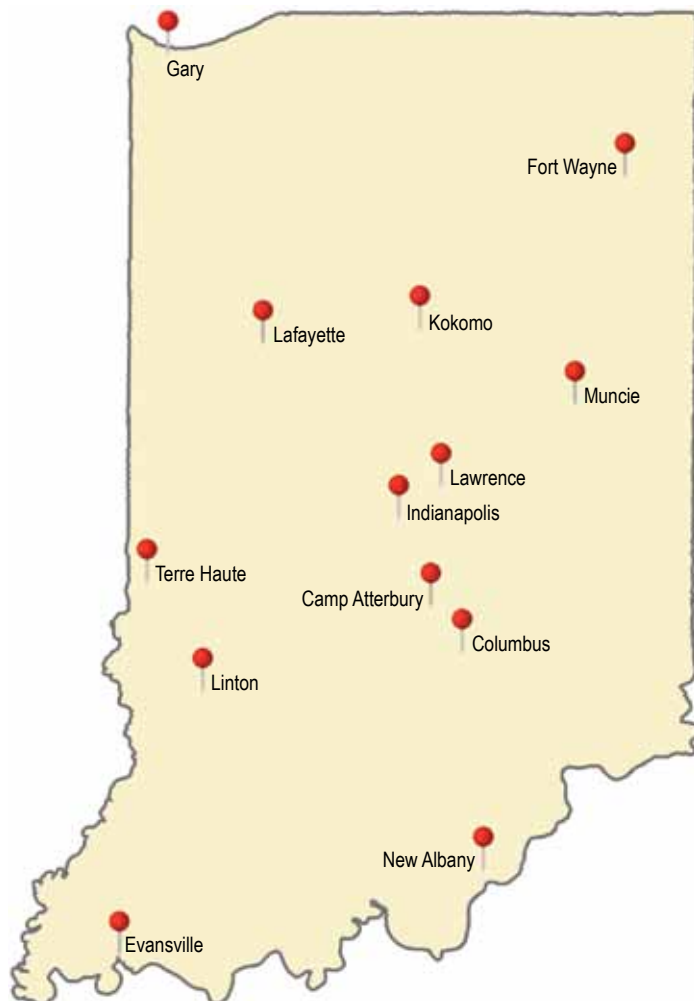 Gary
Fort Wayne
Kokomo
Lafayette
Muncie
Lawrence
Indianapolis
Terre Haute
Camp Atterbury
Columbus
Linton
New Albany
Evansville